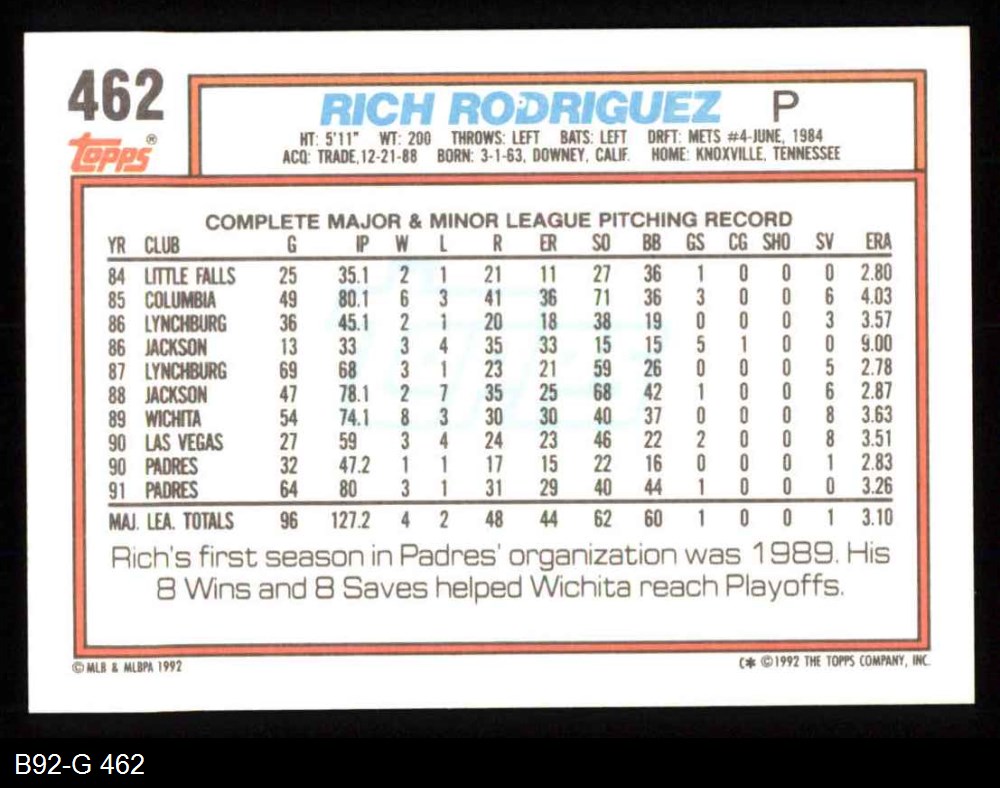 462
topps®
RICH RODRIGUEZ P
HT: 5'11" WT: 200 THROWS: LEFT BATS: LEFT DRFT: METS #4-JUNE, 1984
ACQ: TRADE,12-21-88 BORN: 3-1-63, DOWNEY, CALIF. HOME: KNOXVILLE, TENNESSEE
COMPLETE MAJOR & MINOR LEAGUE PITCHING RECORD
YR CLUB G IP W L R ER SO BB GS CG SHO SV ERA
84 LITTLE FALLS 25 35.1 2 1 21 11 27 36 1 0 0 0 2.80
85 COLUMBIA 49 80.1 6 3 41 36 71 36 3 0 0 6 4.03
86 LYNCHBURG 36 45.1 2 1 20 18 38 19 0 0 0 3 3.57
86 JACKSON 13 33 3 4 35 33 15 15 5 1 0 0 9.00
87 LYNCHBURG 69 68 3 1 23 21 59 26 0 0 0 5 2.78
88 JACKSON 47 78.1 2 7 35 25 68 42 1 0 0 6 2.87
89 WICHITA 54 74.1 8 3 30 30 40 37 0 0 0 8 3.63
90 LAS VEGAS 27 59 3 4 24 23 46 22 2 0 0 8 3.51
90 PADRES 32 47.2 1 1 17 15 22 16 0 0 0 1 2.83
91 PADRES 64 80 3 1 31 29 40 44 1 0 0 0 3.26
MAJ. LEA. TOTALS 96 127.2 4 2 48 44 62 60 1 0 0 1 3.10
Rich's first season in Padres' organization was 1989. His
8 Wins and 8 Saves helped Wichita reach Playoffs.
© MLB & MLBPA 1992
(* © 1992 THE TOPPS COMPANY, INC.
B92-G 462